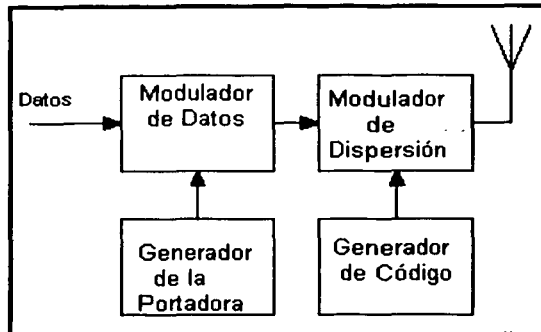 Datos
Modulador
de Datos
Modulador
de
Dispersión
Generador
de la
Portadora
Generador
de Código